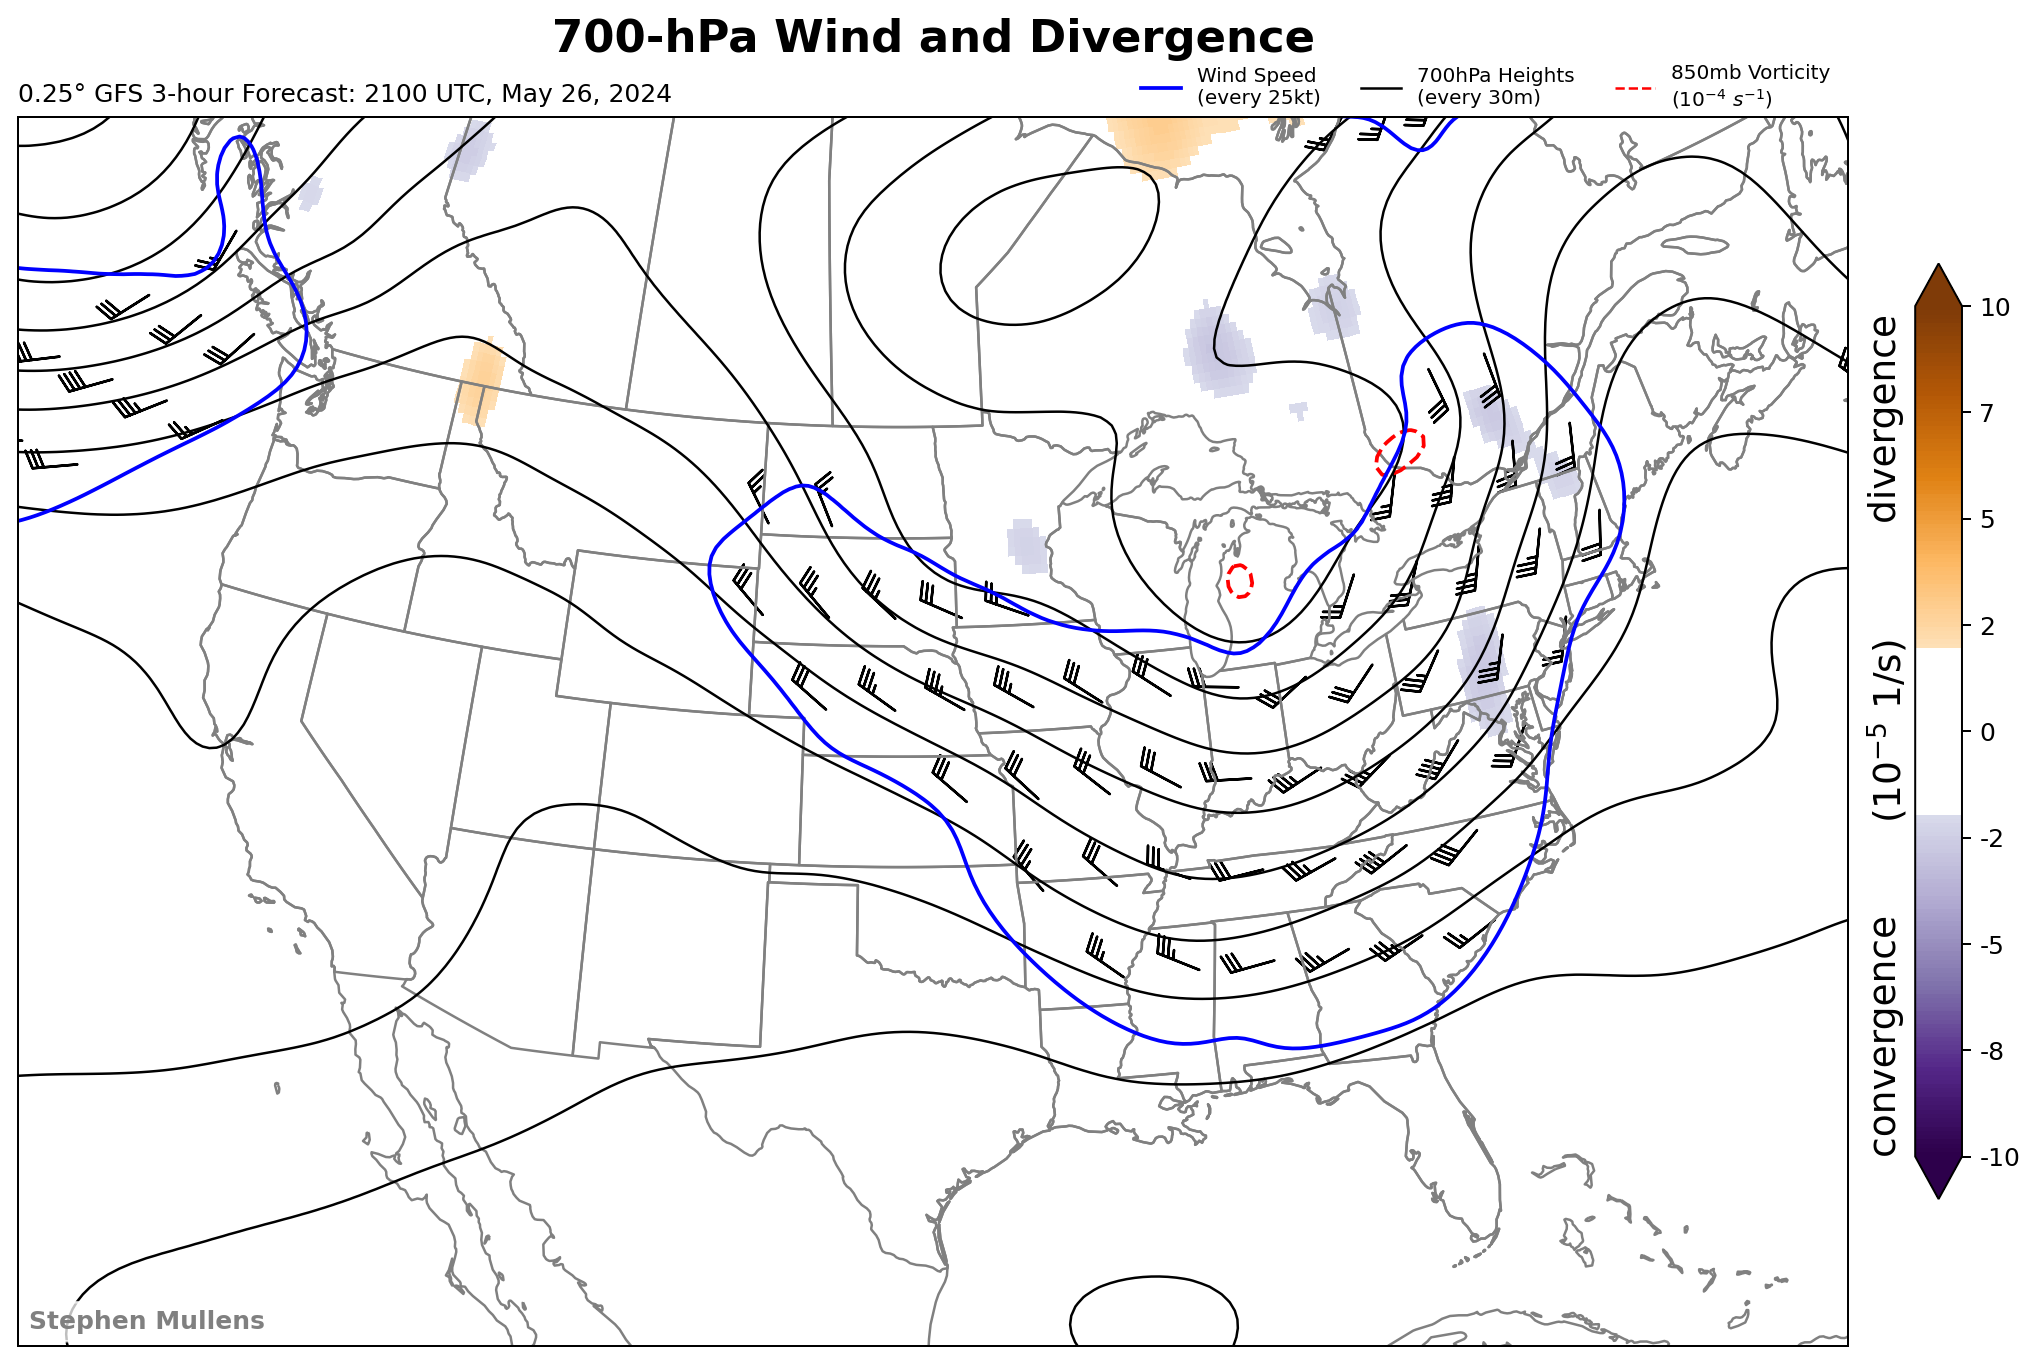 700-hPa Wind and Divergence
0.25° GFS 3-hour Forecast: 2100 UTC, May 26, 2024
Wind Speed
(every 25kt)
700hPa Heights
(every 30m)
850mb Vorticity
(10⁻⁴ s⁻¹)
10
7
5
2
0
-2
-5
-8
-10
convergence (10⁻⁵ 1/s) divergence
Stephen Mullens